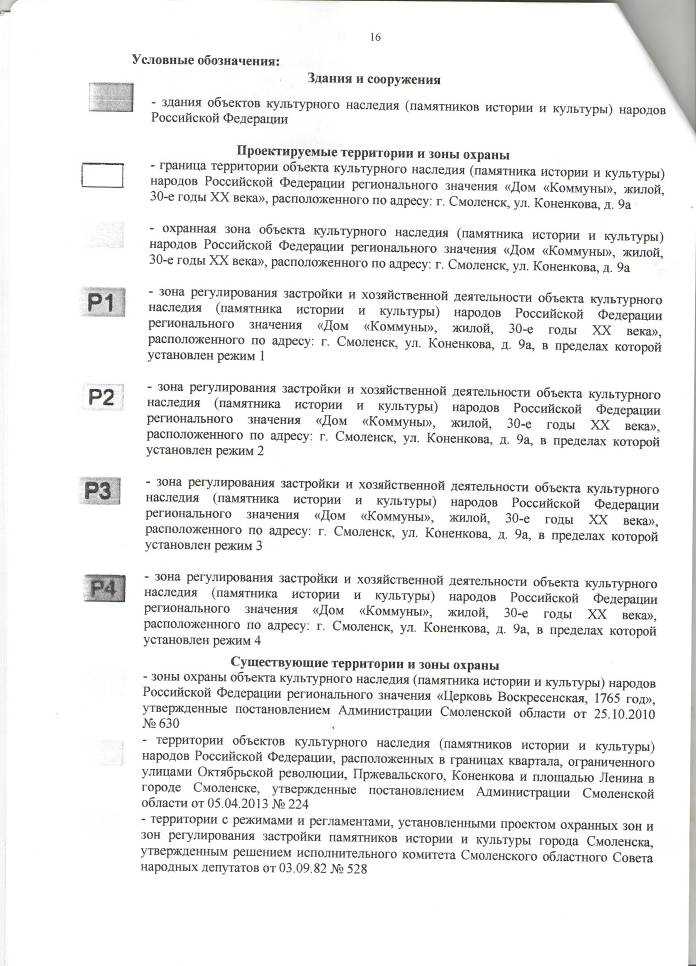 16
Условные обозначения:
Здания и сооружения
- здания объектов культурного наследия (памятников истории и культуры) народов
Российской Федерации
Проектируемые территории и зоны охраны
- граница территории объекта культурного наследия (памятника истории и культуры)
народов Российской Федерации регионального значения «Дом «Коммуны», жилой,
30-е годы XX века», расположенного по адресу: г. Смоленск, ул. Коненкова, д. 9а
- охранная зона объекта культурного наследия (памятника истории и культуры)
народов Российской Федерации регионального значения «Дом «Коммуны», жилой,
30-е годы XX века», расположенного по адресу: г. Смоленск, ул. Коненкова, д. 9а
Р1
- зона регулирования застройки и хозяйственной деятельности объекта культурного
наследия (памятника истории и культуры) народов Российской Федерации
регионального значения «Дом «Коммуны», жилой, 30-е годы XX века»,
расположенного по адресу: г. Смоленск, ул. Коненкова, д. 9а, в пределах которой
установлен режим 1
Р2
- зона регулирования застройки и хозяйственной деятельности объекта культурного
наследия (памятника истории и культуры) народов Российской Федерации
регионального значения «Дом «Коммуны», жилой, 30-е годы XX века»,
расположенного по адресу: г. Смоленск, ул. Коненкова, д. 9а, в пределах которой
установлен режим 2
Р3
- зона регулирования застройки и хозяйственной деятельности объекта культурного
наследия (памятника истории и культуры) народов Российской Федерации
регионального значения «Дом «Коммуны», жилой, 30-е годы XX века»,
расположенного по адресу: г. Смоленск, ул. Коненкова, д. 9а, в пределах которой
установлен режим 3
Р4
- зона регулирования застройки и хозяйственной деятельности объекта культурного
наследия (памятника истории и культуры) народов Российской Федерации
регионального значения «Дом «Коммуны», жилой, 30-е годы XX века»,
расположенного по адресу: г. Смоленск, ул. Коненкова, д. 9а, в пределах которой
установлен режим 4
Существующие территории и зоны охраны
- зоны охраны объекта культурного наследия (памятника истории и культуры) народов
Российской Федерации регионального значения «Церковь Воскресенская, 1765 год»,
утвержденные постановлением Администрации Смоленской области от 25.10.2010
№ 630
- территории объектов культурного наследия (памятников истории и культуры)
народов Российской Федерации, расположенных в границах квартала, ограниченного
улицами Октябрьской революции, Пржевальского, Коненкова и площадью Ленина в
городе Смоленске, утвержденные постановлением Администрации Смоленской
области от 05.04.2013 № 224
- территории с режимами и регламентами, установленными проектом охранных зон и
зон регулирования застройки памятников истории и культуры города Смоленска,
утвержденным решением исполнительного комитета Смоленского областного Совета
народных депутатов от 03.09.82 № 528